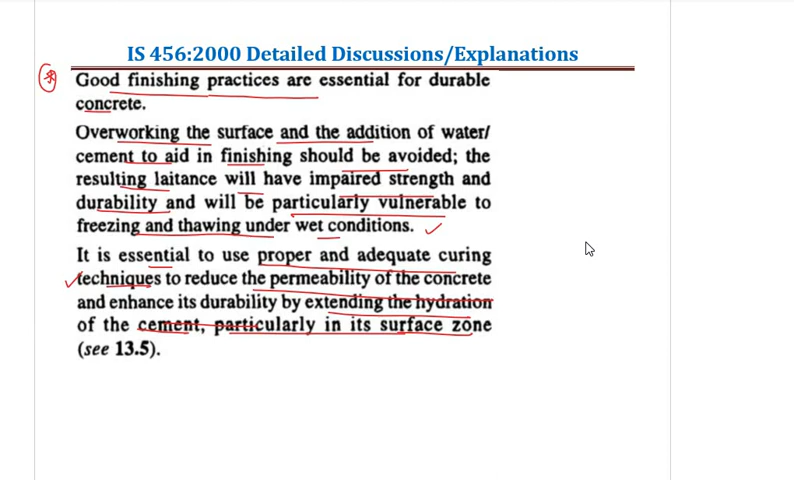 IS 456:2000 Detailed Discussions/Explanations
Good finishing practices are essential for durable
concrete.
Overworking the surface and the addition of water/
cement to aid in finishing should be avoided; the
resulting laitance will have impaired strength and
durability and will be particularly vulnerable to
freezing and thawing under wet conditions.
It is essential to use proper and adequate curing
techniques to reduce the permeability of the concrete
and enhance its durability by extending the hydration
of the cement, particularly in its surface zone
(see 13.5).